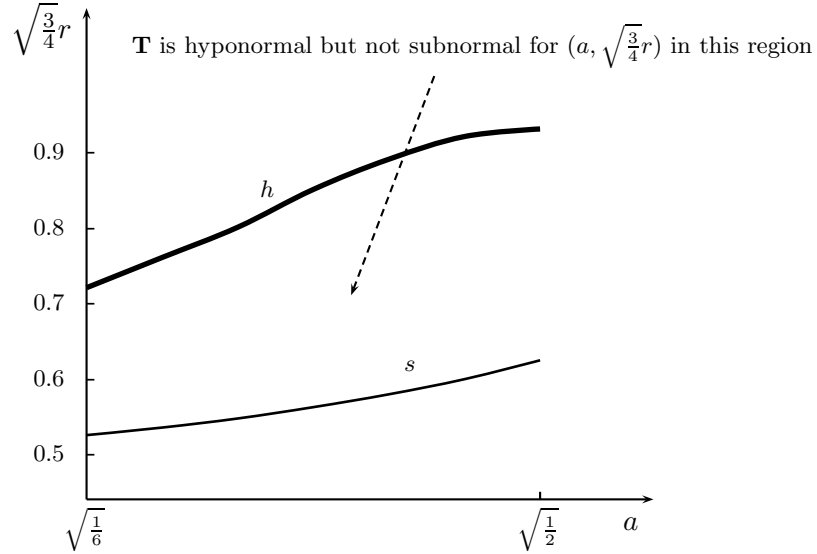 √(3/4)r
T is hyponormal but not subnormal for (a, √(3/4)r) in this region
0.9
h
0.8
0.7
s
0.6
0.5
√(1/6)
√(1/2)
a